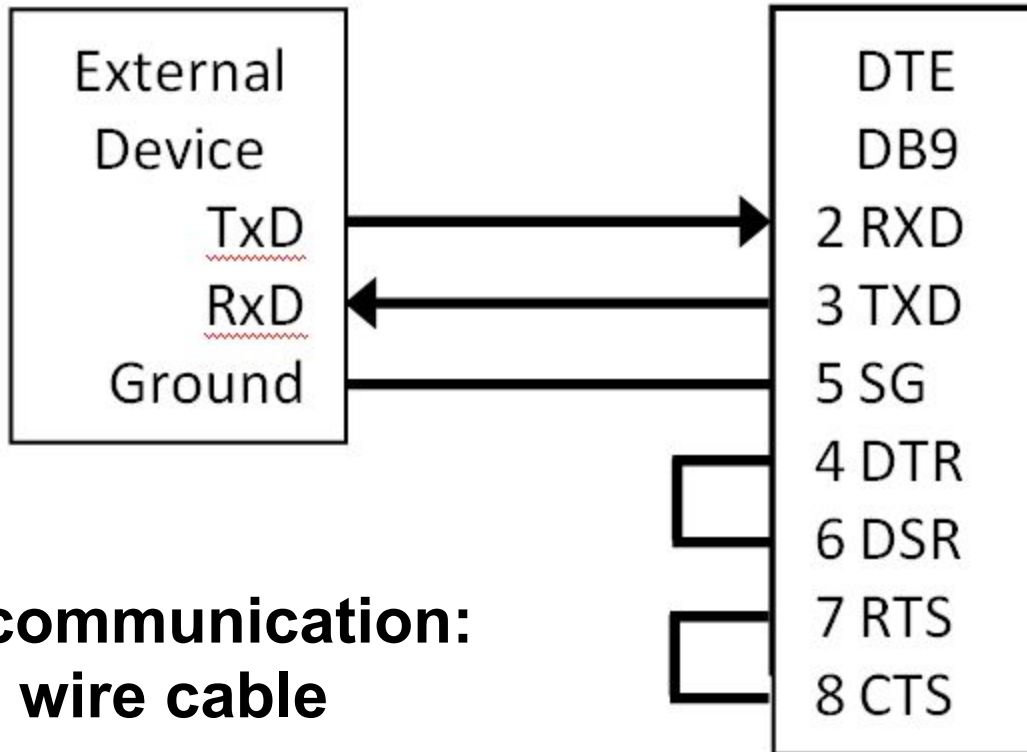 External
Device
TxD
RxD
Ground
DTE
DB9
2 RXD
3 TXD
5 SG
4 DTR
6 DSR
7 RTS
8 CTS
communication:
wire cable